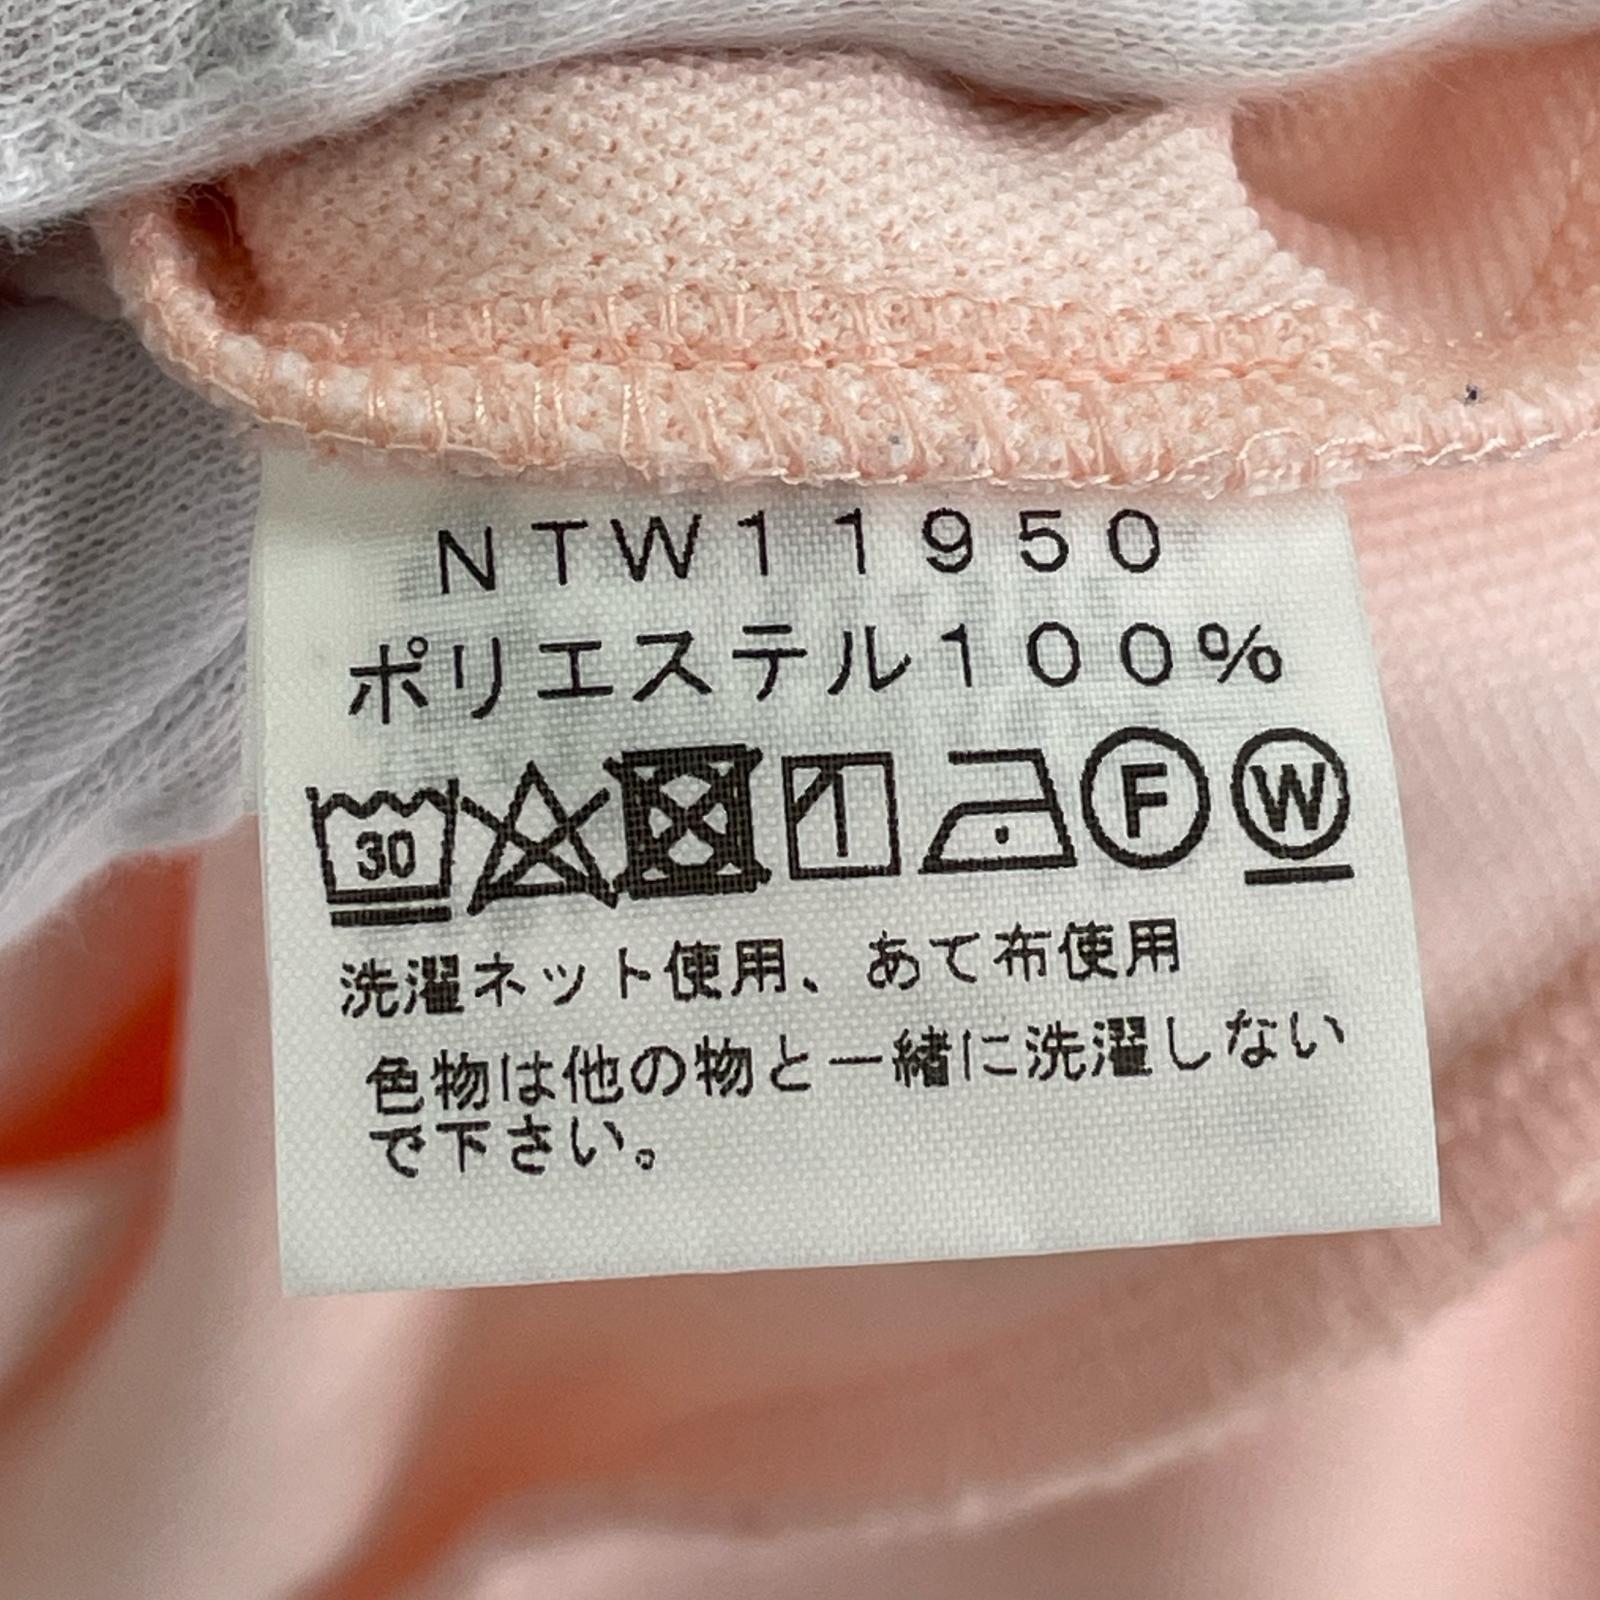 NTW11950
ポリエステル100%
30 F W
洗濯ネット使用、あて布使用
色物は他の物と一緒に洗濯しない
で下さい。